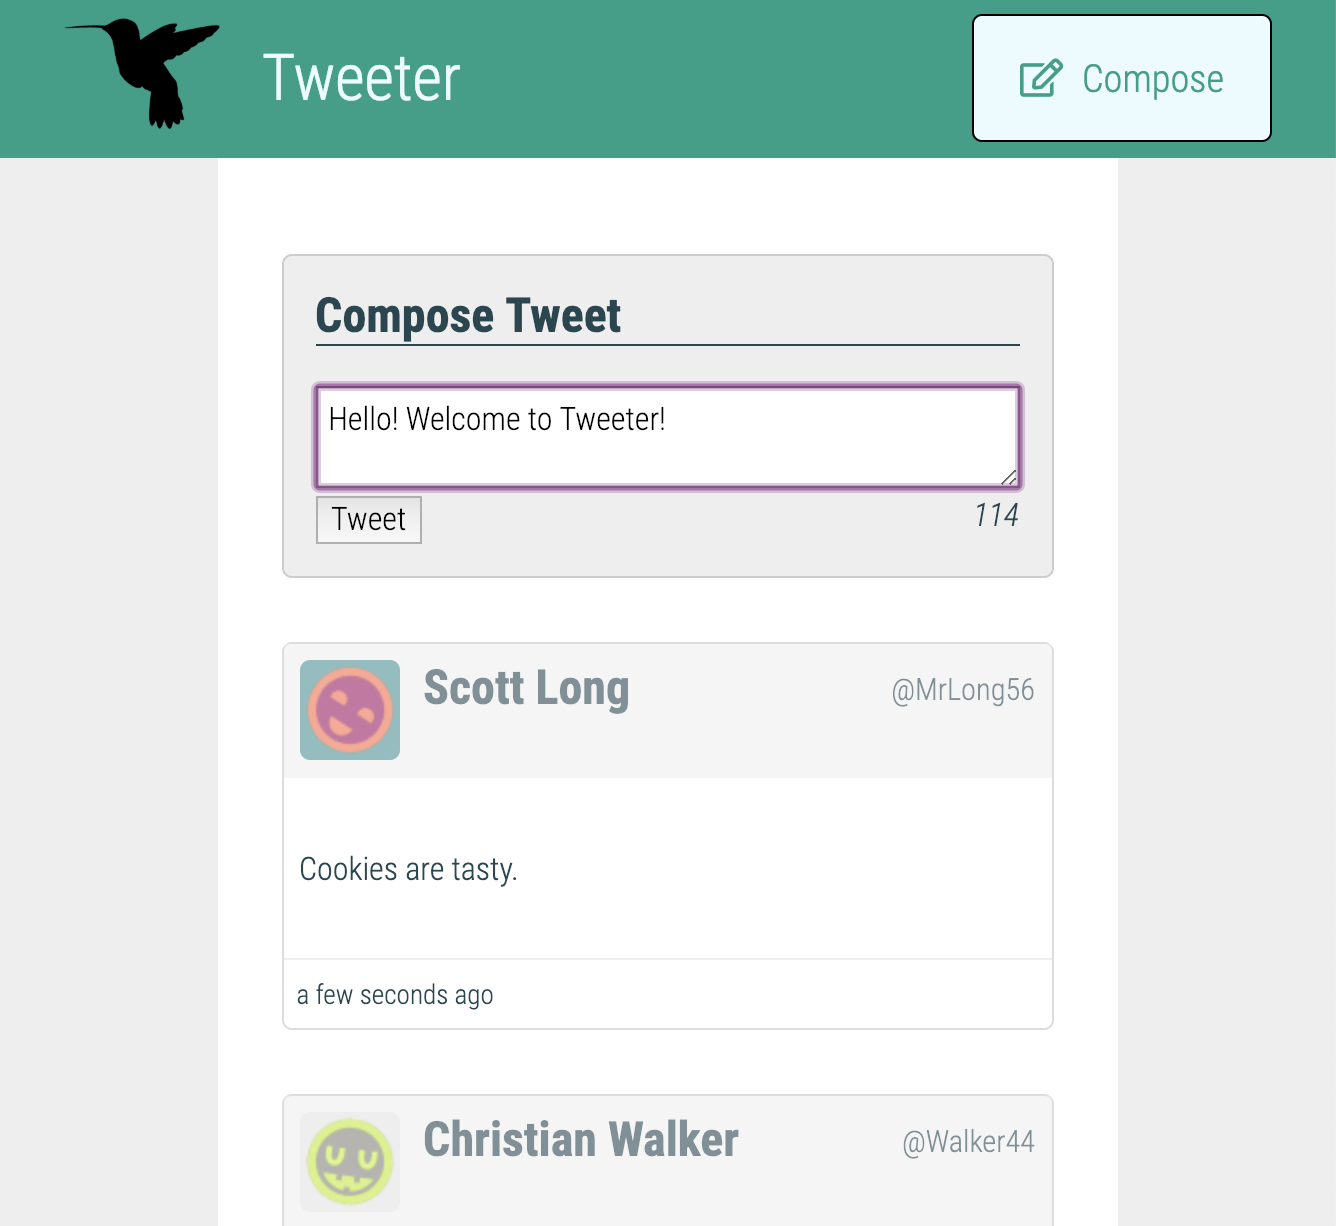 Tweeter
Compose
Compose Tweet
Hello! Welcome to Tweeter!
Tweet
114
Scott Long
@MrLong56
Cookies are tasty.
a few seconds ago
Christian Walker
@Walker44